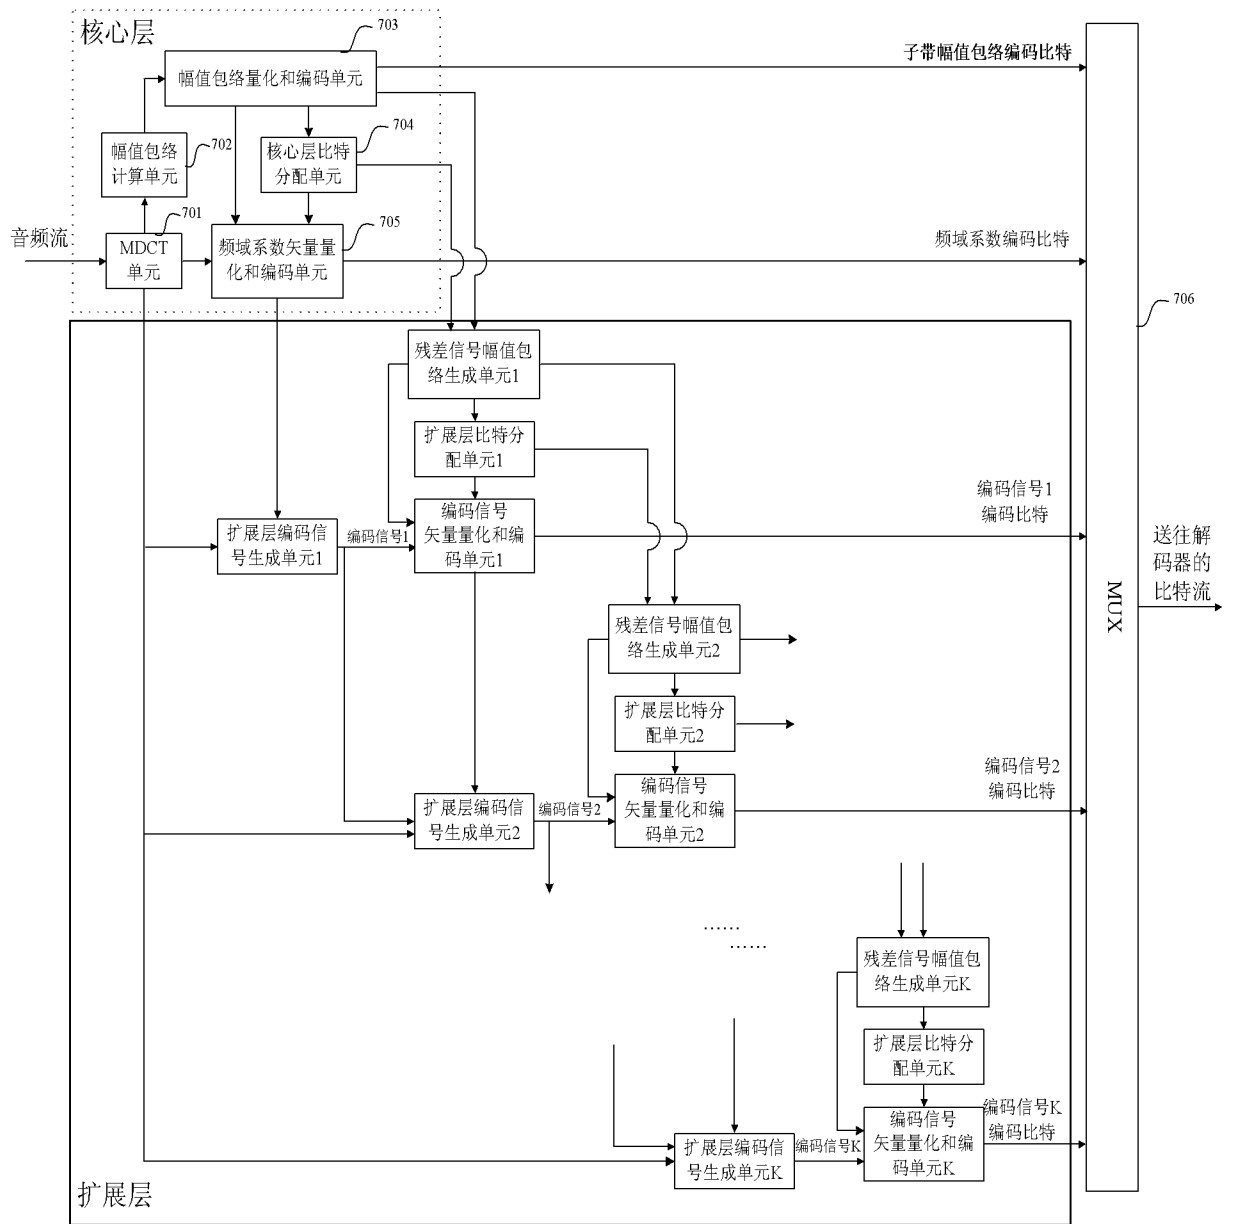 核心层
703
子带幅值包络编码比特
幅值包络量化和编码单元
702
704
幅值包络
计算单元
核心层比特
分配单元
701
705
音频流
MDCT
单元
频域系数矢量量
化和编码单元
频域系数编码比特
706
残差信号幅值包
络生成单元1
扩展层比特分
配单元1
编码信号1
编码比特
编码信号
矢量量化和编
码单元1
扩展层编码信
号生成单元1
编码信号1
送往解
码器的
比特流
MUX
残差信号幅值包
络生成单元2
扩展层比特分
配单元2
编码信号2
编码比特
编码信号
矢量量化和编
码单元2
扩展层编码信
号生成单元2
编码信号2
……
……
残差信号幅值包
络生成单元K
扩展层比特分
配单元K
编码信号K
编码比特
编码信号
矢量量化和编
码单元K
扩展层编码信
号生成单元K
编码信号K
扩展层